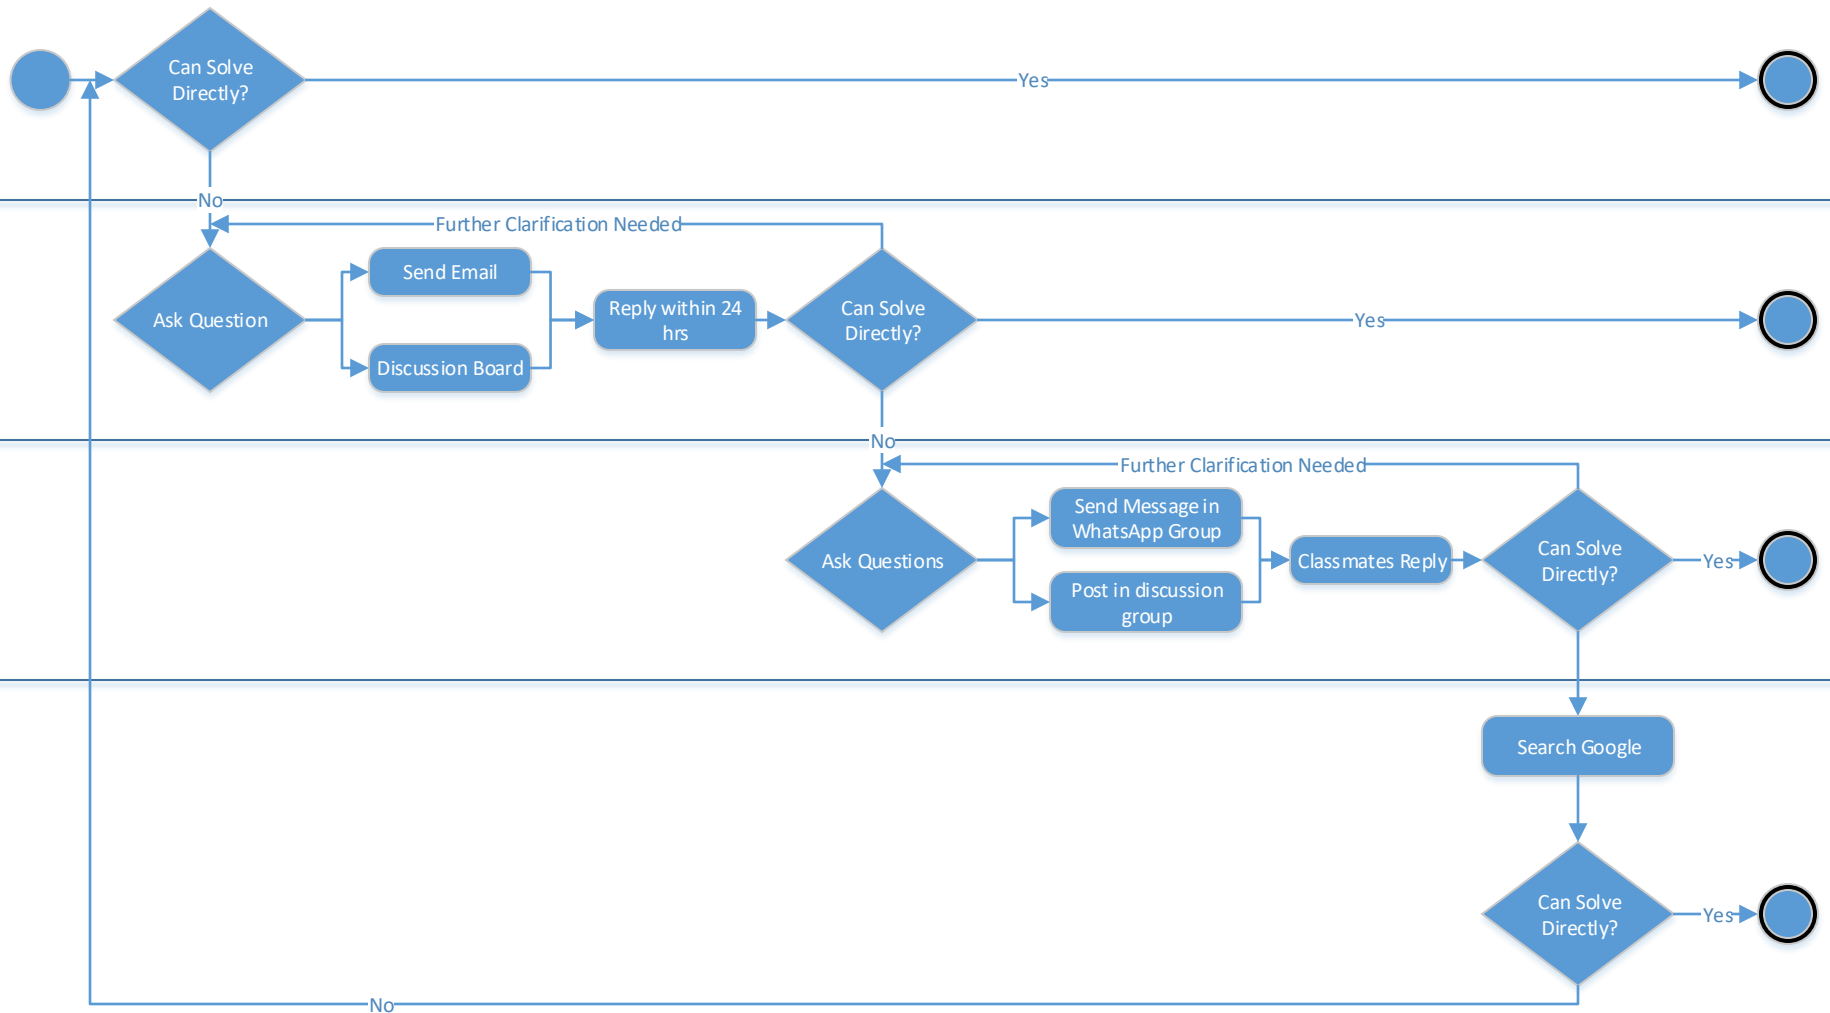 Can Solve
Directly?
Yes
No
Further Clarification Needed
Ask Question
Send Email
Discussion Board
Reply within 24
hrs
Can Solve
Directly?
Yes
No
Further Clarification Needed
Ask Questions
Send Message in
WhatsApp Group
Post in discussion
group
Classmates Reply
Can Solve
Directly?
Yes
Search Google
Can Solve
Directly?
Yes
No